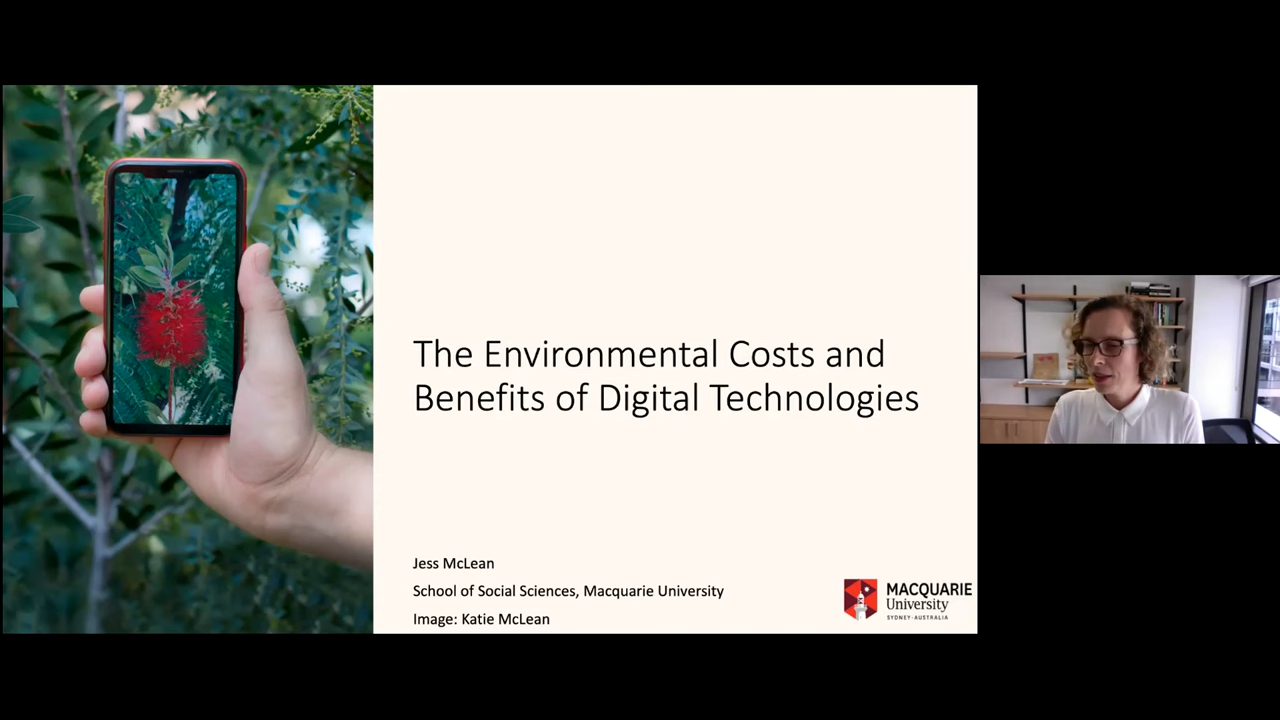 The Environmental Costs and
Benefits of Digital Technologies
Jess McLean
School of Social Sciences, Macquarie University
Image: Katie McLean
MACQUARIE
University
SYDNEY·AUSTRALIA